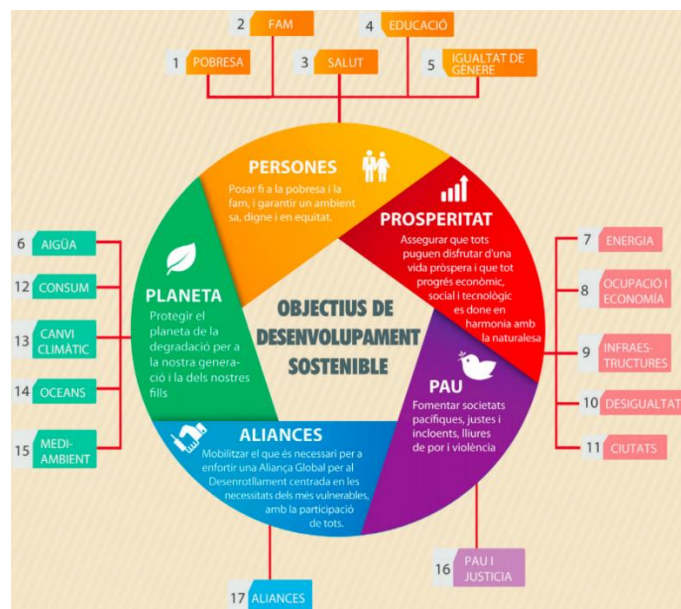 2 FAM
4 EDUCACIÓ
1 POBRESA
3 SALUT
5 IGUALTAT DE
GÈNERE
PERSONES
Posar fi a la pobresa i la
fam, i garantir un ambient
sa, digne i en equitat.
PROSPERITAT
Assegurar que tots
puguen disfrutar d'una
vida pròspera i que tot
progrés econòmic,
social i tecnològic
es done en
harmonia amb
la naturalesa
6 AIGÜA
12 CONSUM
13 CANVI
CLIMÀTIC
14 OCEANS
15 MEDI-
AMBIENT
PLANETA
Protegir el
planeta de la
degradació per a
la nostra genera-
ció i la dels nostres
fills
OBJECTIUS DE
DESENVOLUPAMENT
SOSTENIBLE
7 ENERGIA
8 OCUPACIÓ I
ECONOMÍA
9 INFRAES-
TRUCTURES
10 DESIGUALTAT
11 CIUTATS
PAU
Fomentar societats
pacífiques, justes i
incloents, lliures
de por i violència
ALIANCES
Mobilitzar el que és necessari per a
enfortir una Aliança Global per al
Desenrotllament centrada en les
necessitats dels més vulnerables,
amb la participació
de tots.
16 PAU I
JUSTICIA
17 ALIANCES